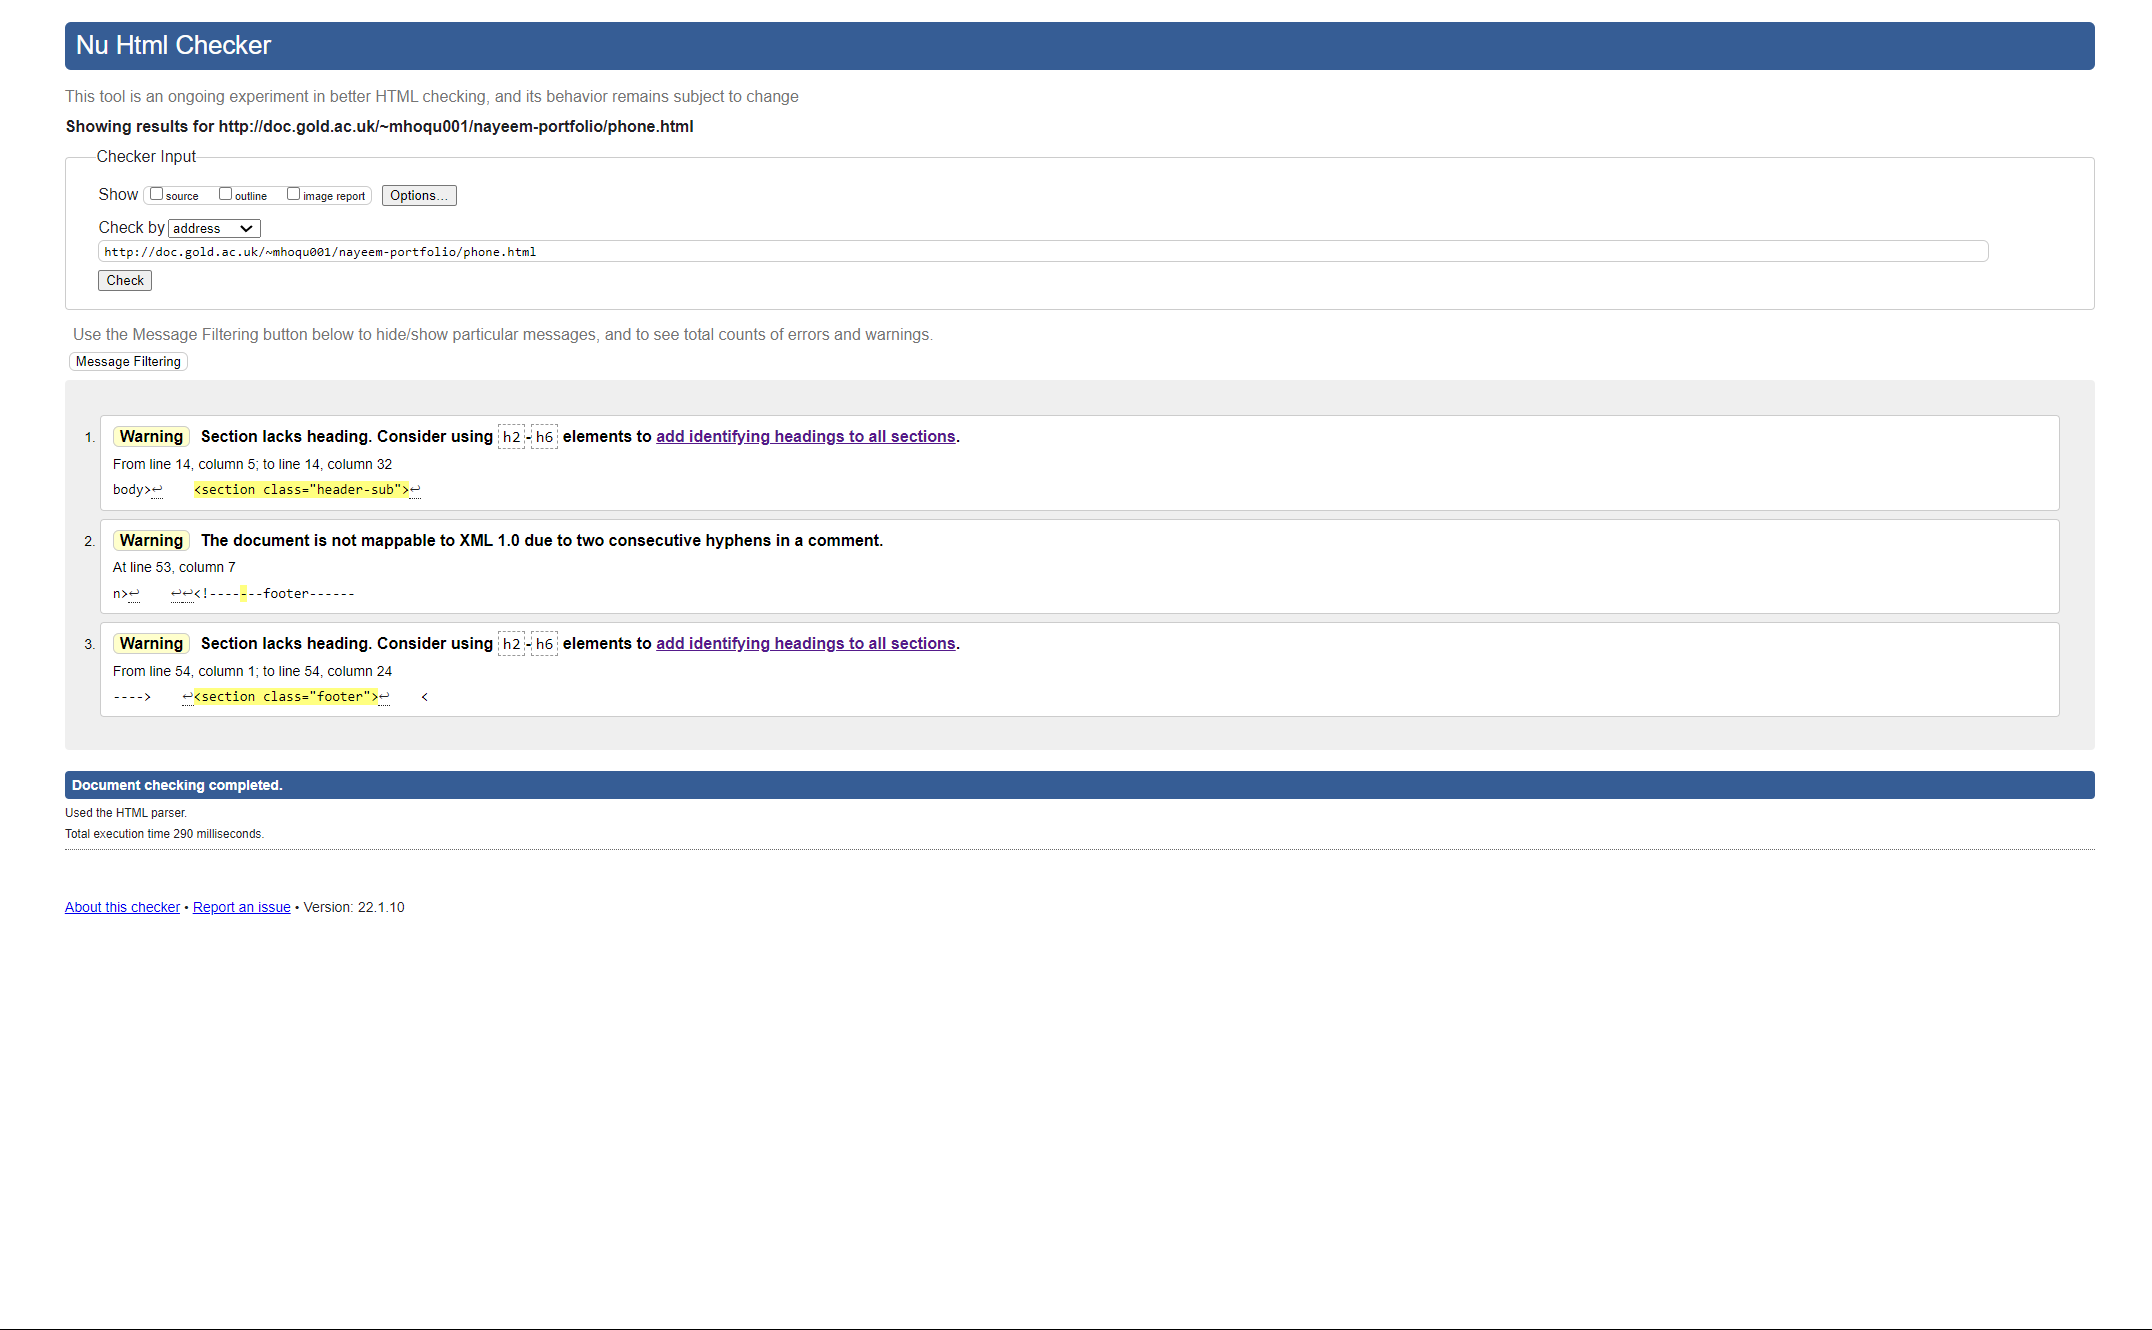 Nu Html Checker
This tool is an ongoing experiment in better HTML checking, and its behavior remains subject to change
Showing results for http://doc.gold.ac.uk/~mhoqu001/nayeem-portfolio/phone.html
Checker Input
Show source outline image report Options...
Check by address
http://doc.gold.ac.uk/~mhoqu001/nayeem-portfolio/phone.html
Check
Use the Message Filtering button below to hide/show particular messages, and to see total counts of errors and warnings.
Message Filtering
1. Warning Section lacks heading. Consider using h2-h6 elements to add identifying headings to all sections.
From line 14, column 5; to line 14, column 32
body>↩ <section class="header-sub">↩
2. Warning The document is not mappable to XML 1.0 due to two consecutive hyphens in a comment.
At line 53, column 7
n>↩ ↩↩<!-------footer------
3. Warning Section lacks heading. Consider using h2-h6 elements to add identifying headings to all sections.
From line 54, column 1; to line 54, column 24
----> ↩<section class="footer">↩ <
Document checking completed.
Used the HTML parser.
Total execution time 290 milliseconds.
About this checker • Report an issue • Version: 22.1.10